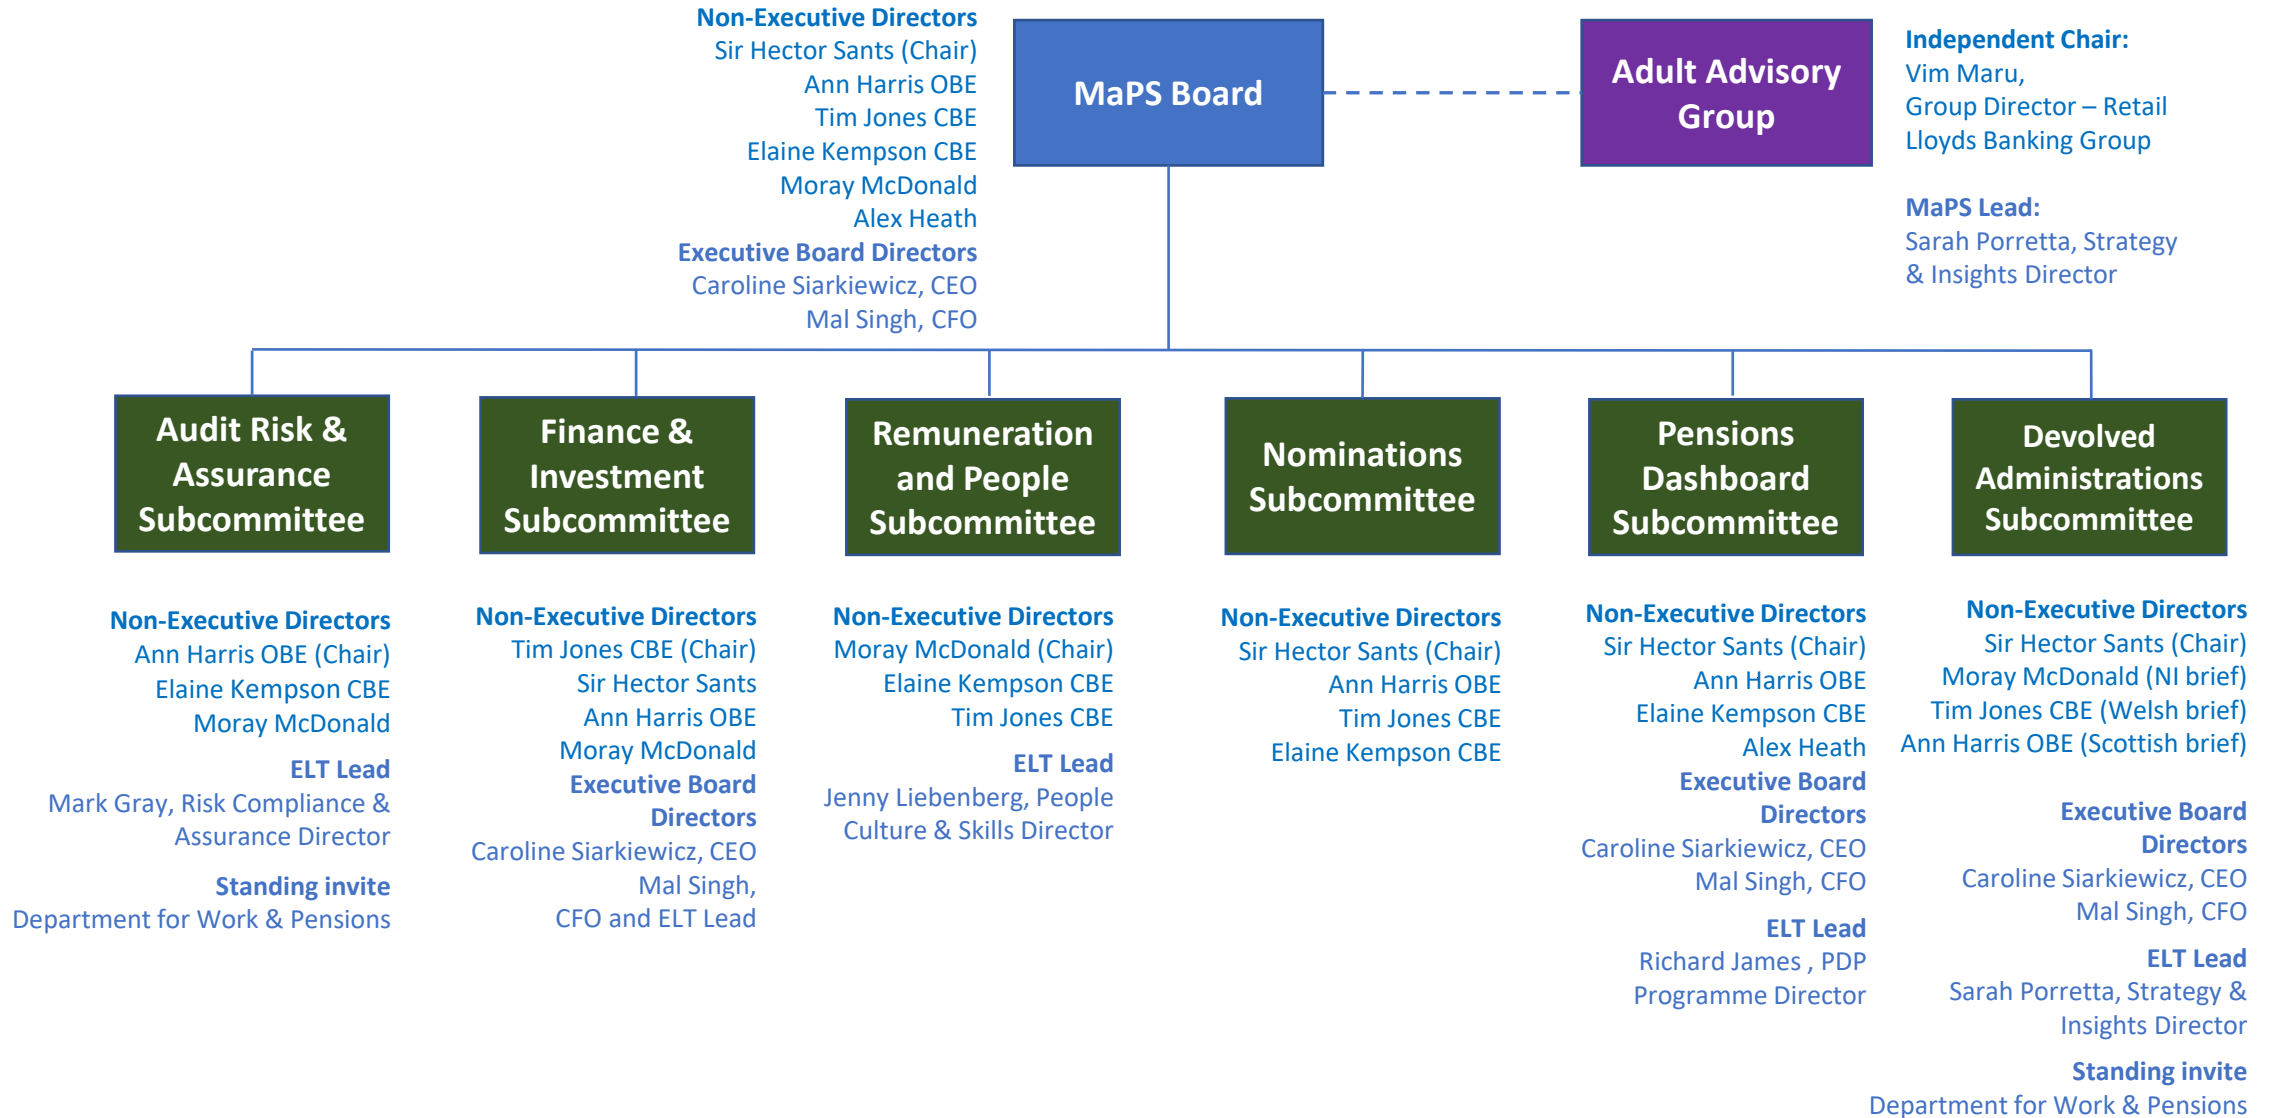 Non-Executive Directors
Sir Hector Sants (Chair)
Ann Harris OBE
Tim Jones CBE
Elaine Kempson CBE
Moray McDonald
Alex Heath
Executive Board Directors
Caroline Siarkiewicz, CEO
Mal Singh, CFO
MaPS Board
Adult Advisory
Group
Independent Chair:
Vim Maru,
Group Director – Retail
Lloyds Banking Group
MaPS Lead:
Sarah Porretta, Strategy
& Insights Director
Audit Risk &
Assurance
Subcommittee
Non-Executive Directors
Ann Harris OBE (Chair)
Elaine Kempson CBE
Moray McDonald
ELT Lead
Mark Gray, Risk Compliance &
Assurance Director
Standing invite
Department for Work & Pensions
Finance &
Investment
Subcommittee
Non-Executive Directors
Tim Jones CBE (Chair)
Sir Hector Sants
Ann Harris OBE
Moray McDonald
Executive Board
Directors
Caroline Siarkiewicz, CEO
Mal Singh,
CFO and ELT Lead
Remuneration
and People
Subcommittee
Non-Executive Directors
Moray McDonald (Chair)
Elaine Kempson CBE
Tim Jones CBE
ELT Lead
Jenny Liebenberg, People
Culture & Skills Director
Nominations
Subcommittee
Non-Executive Directors
Sir Hector Sants (Chair)
Ann Harris OBE
Tim Jones CBE
Elaine Kempson CBE
Pensions
Dashboard
Subcommittee
Non-Executive Directors
Sir Hector Sants (Chair)
Ann Harris OBE
Elaine Kempson CBE
Alex Heath
Executive Board
Directors
Caroline Siarkiewicz, CEO
Mal Singh, CFO
ELT Lead
Richard James , PDP
Programme Director
Devolved
Administrations
Subcommittee
Non-Executive Directors
Sir Hector Sants (Chair)
Moray McDonald (NI brief)
Tim Jones CBE (Welsh brief)
Ann Harris OBE (Scottish brief)
Executive Board
Directors
Caroline Siarkiewicz, CEO
Mal Singh, CFO
ELT Lead
Sarah Porretta, Strategy &
Insights Director
Standing invite
Department for Work & Pensions